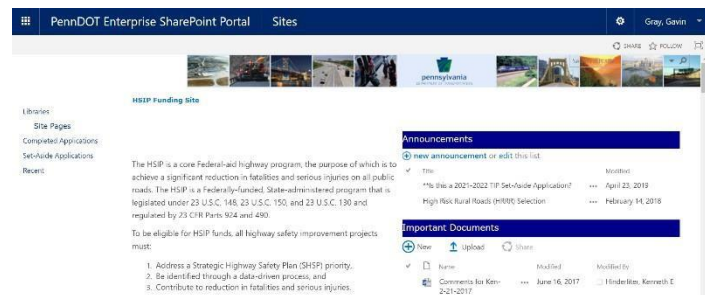 PennDOT Enterprise SharePoint Portal Sites
Gray, Gavin
SHARE FOLLOW
pennsylvania
HSIP Funding Site
Libraries
Site Pages
Completed Applications
Set-Aside Applications
Recent
The HSIP is a core Federal-aid highway program, the purpose of which is to
achieve a significant reduction in fatalities and serious injuries on all public
roads. The HSIP is a Federally-funded, State-administered program that is
legislated under 23 U.S.C. 148, 23 U.S.C. 150, and 23 U.S.C. 130 and
regulated by 23 CFR Parts 924 and 490.
To be eligible for HSIP funds, all highway safety improvement projects
must:
1. Address a Strategic Highway Safety Plan (SHSP) priority,
2. Be identified through a data-driven process, and
3. Contribute to reduction in fatalities and serious injuries.
Announcements
new announcement or edit this list
Title Modified
**Is this a 2021-2022 TIP Set-Aside Application? ... April 23, 2019
High Risk Rural Roads (HRRR) Selection ... February 14, 2018
Important Documents
New Upload Share
Name Modified Modified By
Comments for Ken- ... June 16, 2017 Hinderliter, Kenneth E
2-21-2017